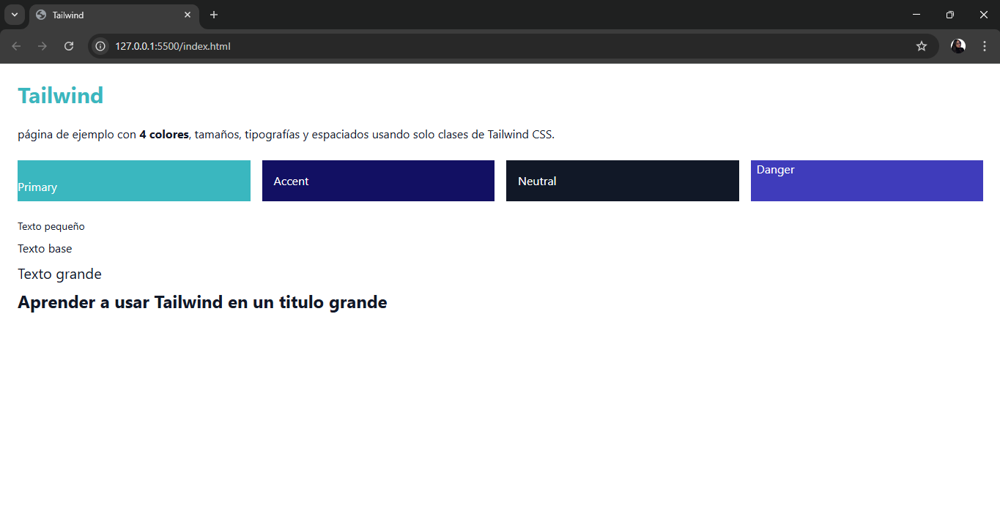 Tailwind
127.0.0.1:5500/index.html
Tailwind
página de ejemplo con 4 colores, tamaños, tipografías y espaciados usando solo clases de Tailwind CSS.
Primary
Accent
Neutral
Danger
Texto pequeño
Texto base
Texto grande
Aprender a usar Tailwind en un titulo grande